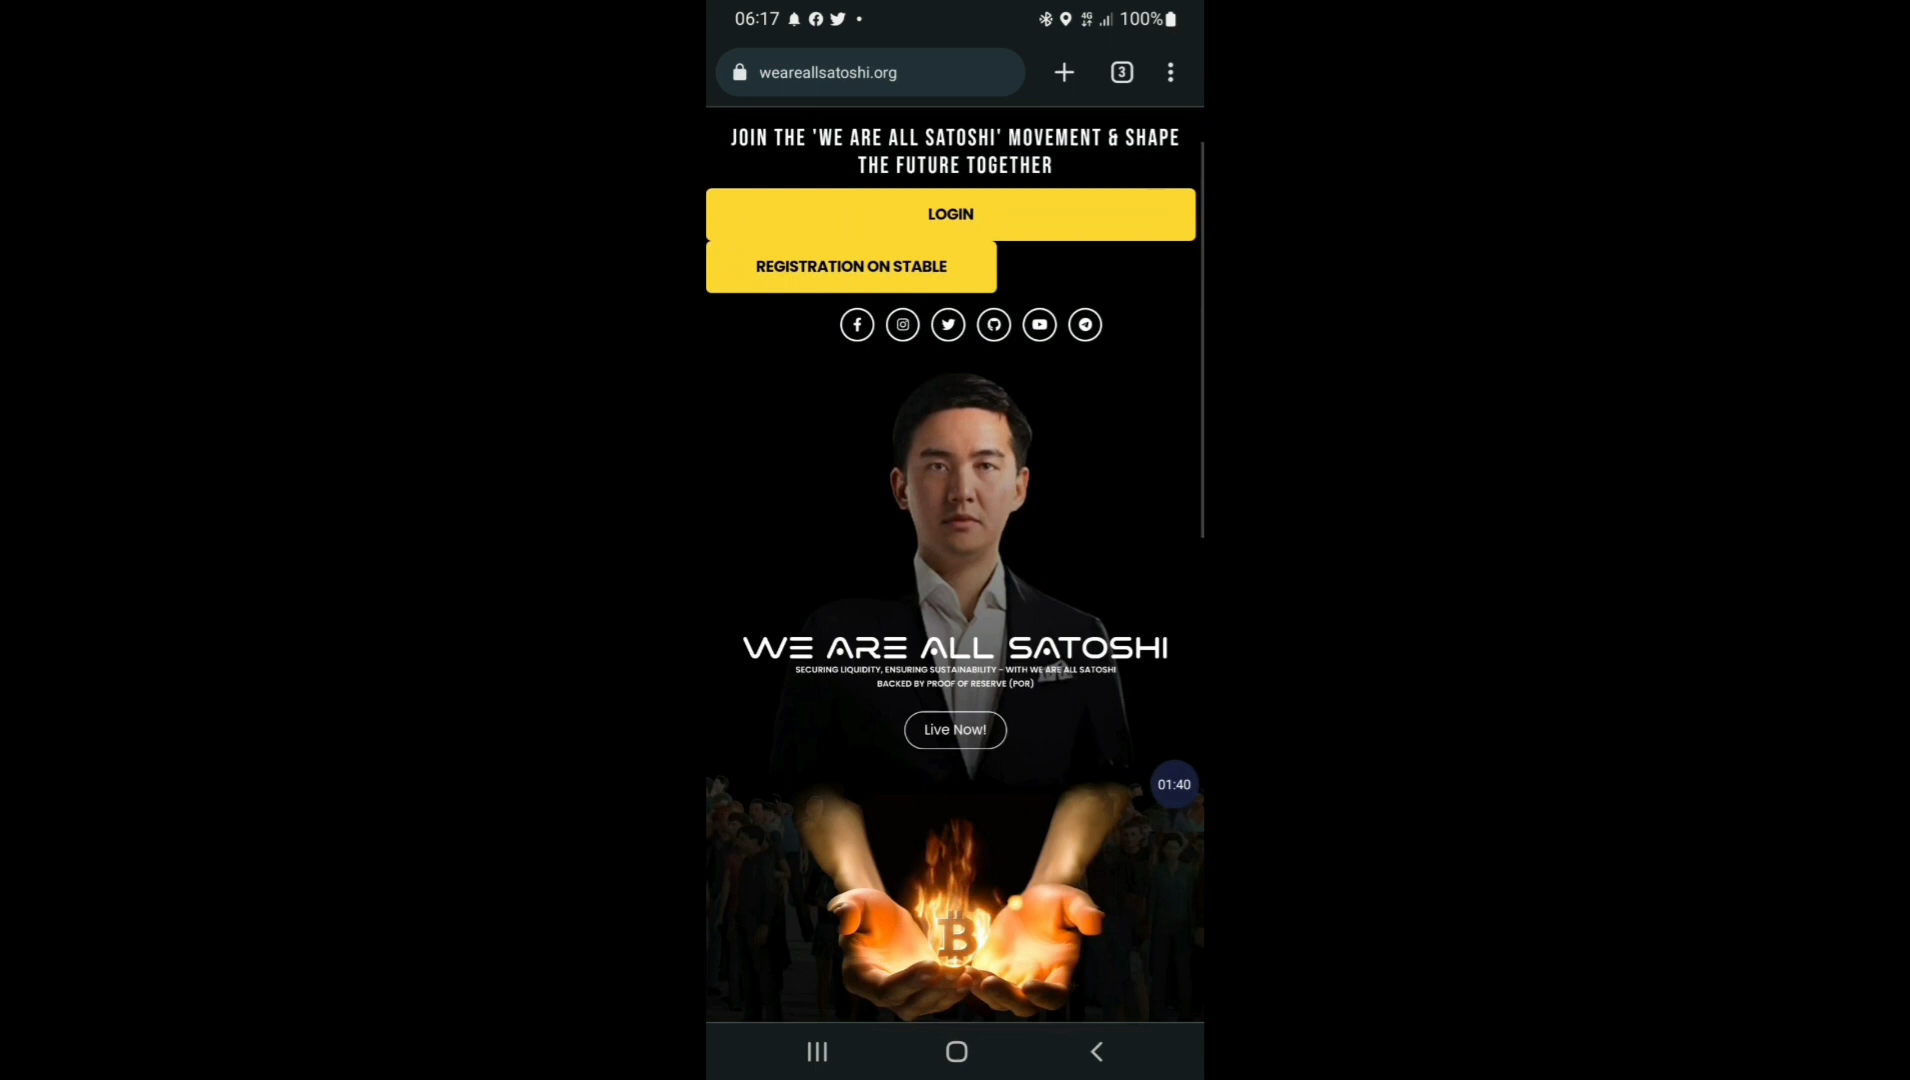 06:17
4G
100%
weareallsatoshi.org
3
JOIN THE 'WE ARE ALL SATOSHI' MOVEMENT & SHAPE
THE FUTURE TOGETHER
LOGIN
REGISTRATION ON STABLE
WE ARE ALL SATOSHI
SECURING LIQUIDITY, ENSURING SUSTAINABILITY - WITH WE ARE ALL SATOSHI
BACKED BY PROOF OF RESERVE (POR)
Live Now!
01:40